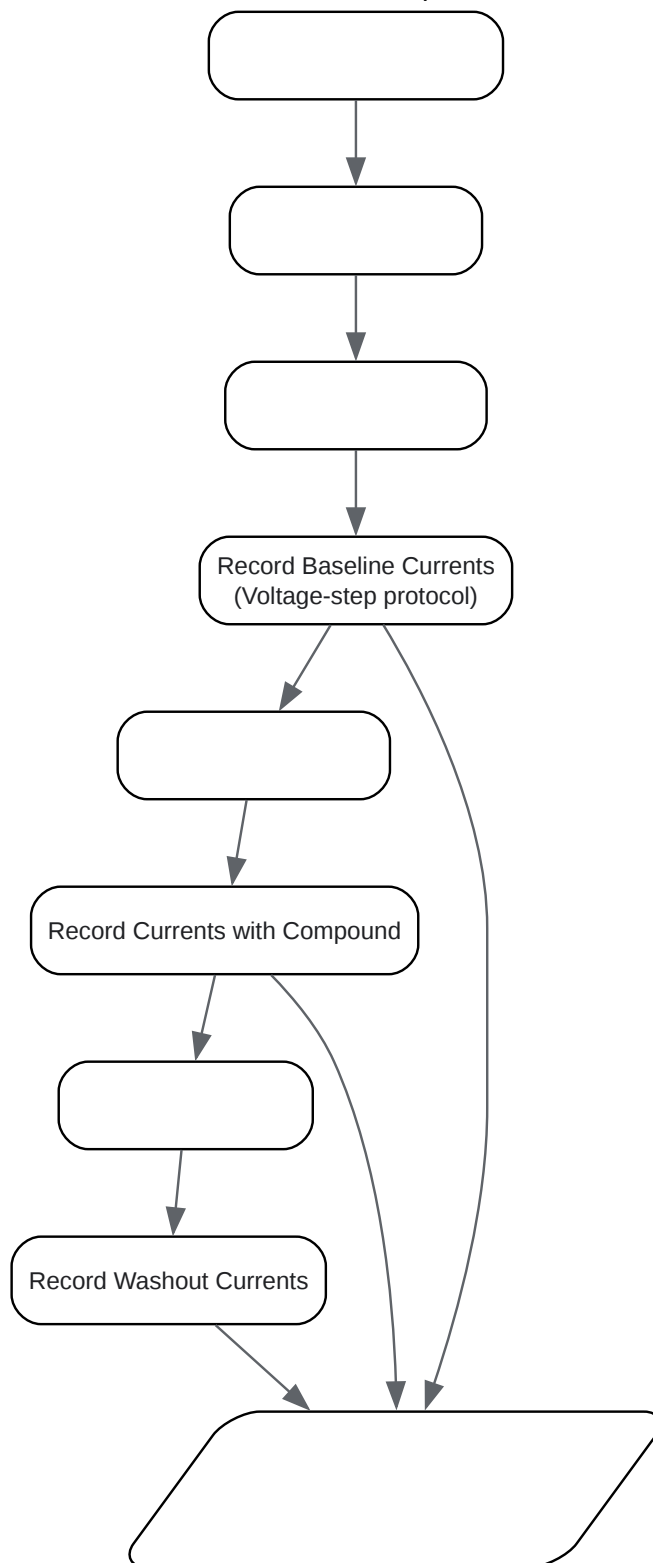 Record Baseline Currents
(Voltage-step protocol)
Record Currents with Compound
Record Washout Currents